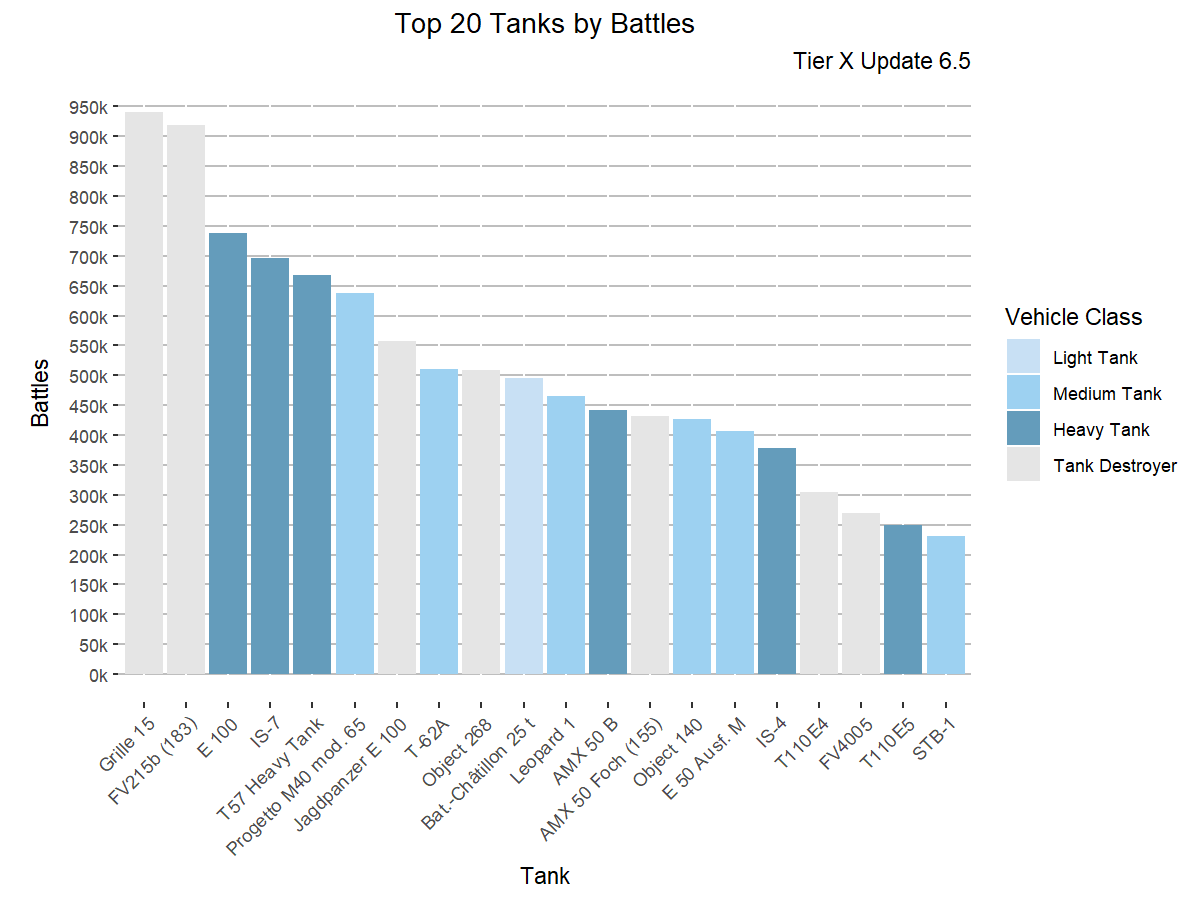 Top 20 Tanks by Battles
Tier X Update 6.5
Battles
950k
900k
850k
800k
750k
700k
650k
600k
550k
500k
450k
400k
350k
300k
250k
200k
150k
100k
50k
0k
Grille 15
FV215b (183)
E 100
IS-7
T57 Heavy Tank
Progetto M40 mod. 65
Jagdpanzer E 100
T-62A
Object 268
Bat.-Châtillon 25 t
Leopard 1
AMX 50 B
AMX 50 Foch (155)
Object 140
E 50 Ausf. M
IS-4
T110E4
FV4005
T110E5
STB-1
Tank
Vehicle Class
Light Tank
Medium Tank
Heavy Tank
Tank Destroyer